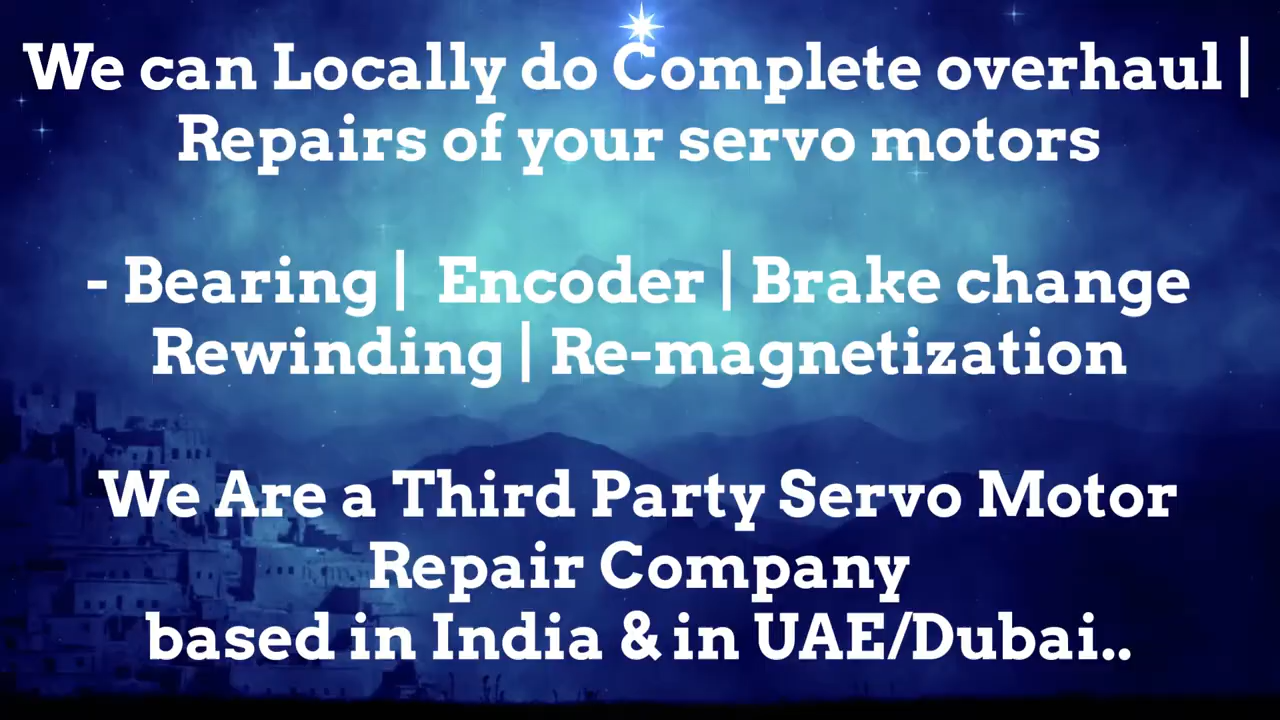 We can Locally do Complete overhaul |
Repairs of your servo motors
- Bearing | Encoder | Brake change
Rewinding | Re-magnetization
We Are a Third Party Servo Motor
Repair Company
based in India & in UAE/Dubai..